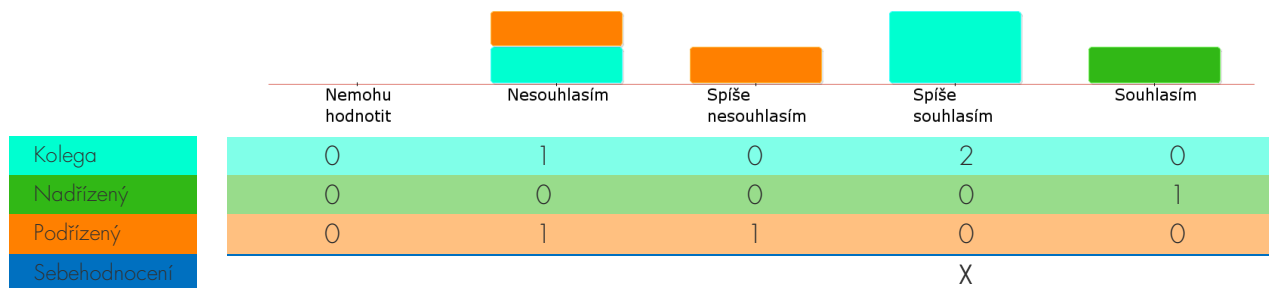 Nemohu hodnotit
Nesouhlasím
Spíše nesouhlasím
Spíše souhlasím
Souhlasím
Kolega 0 1 0 2 0
Nadřízený 0 0 0 0 1
Podřízený 0 1 1 0 0
Sebehodnocení X